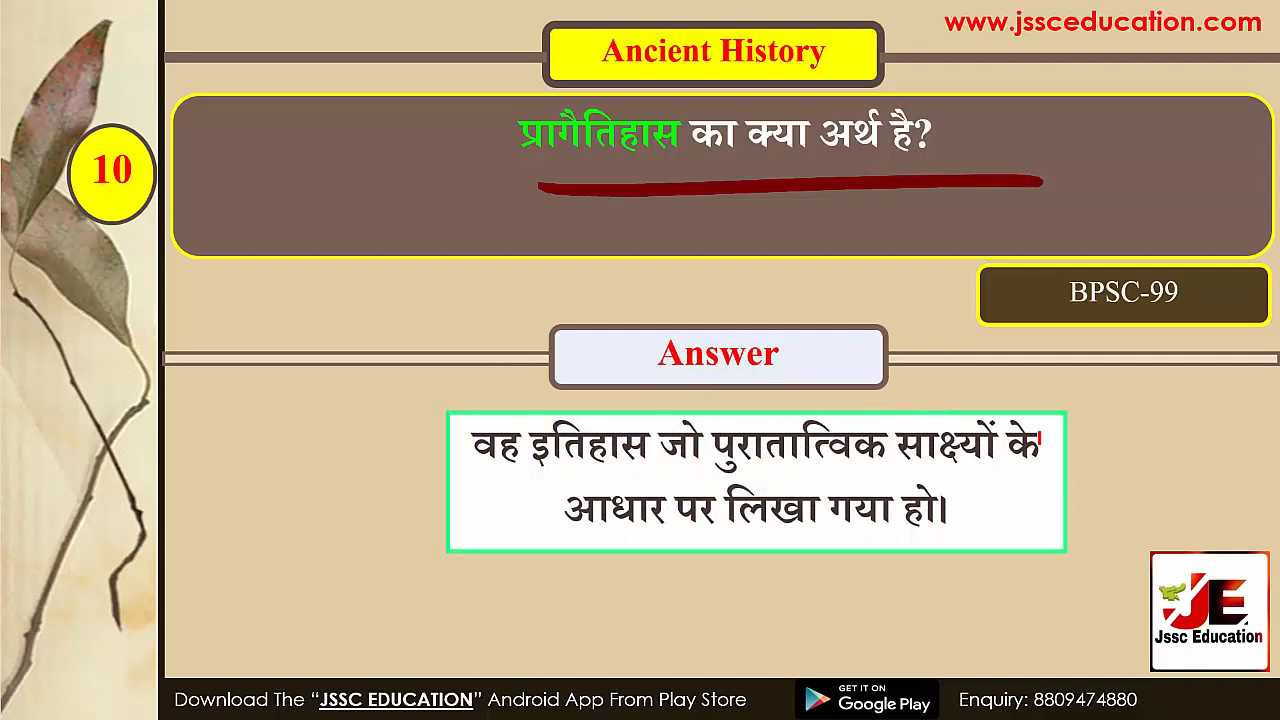 www.jssceducation.com
Ancient History
10
प्रागैतिहास का क्या अर्थ है?
BPSC-99
Answer
वह इतिहास जो पुरातात्विक साक्ष्यों के
आधार पर लिखा गया हो।
JE
Jssc Education
Download The “JSSC EDUCATION” Android App From Play Store
GET IT ON
Google Play
Enquiry: 8809474880